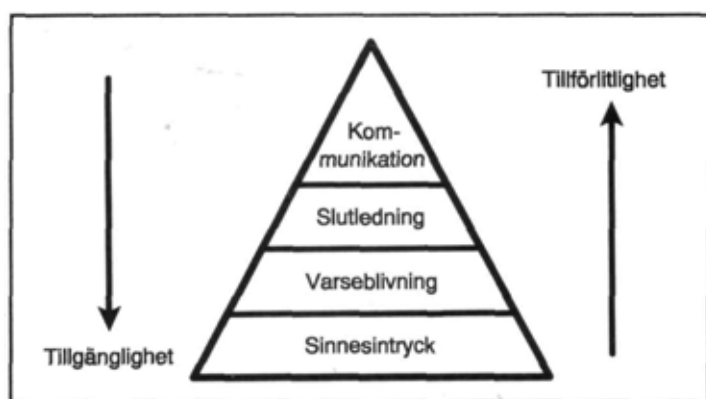 Tillförlitlighet
Kom-
munikation
Slutledning
Varseblivning
Sinnesintryck
Tillgänglighet